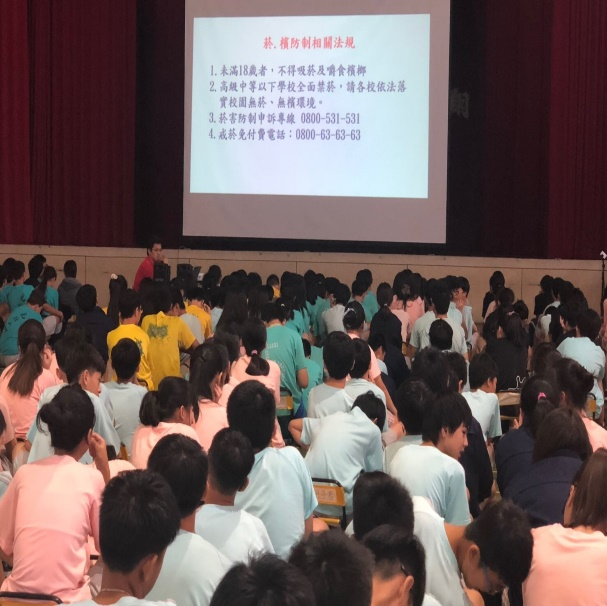 菸.檳防制相關法規
1.未滿18歲者，不得吸菸及嚼食檳榔
2.高級中等以下學校全面禁菸，請各校依法落
實校園無菸、無檳環境。
3.菸害防制申訴專線 0800-531-531
4.戒菸免付費電話：0800-63-63-63